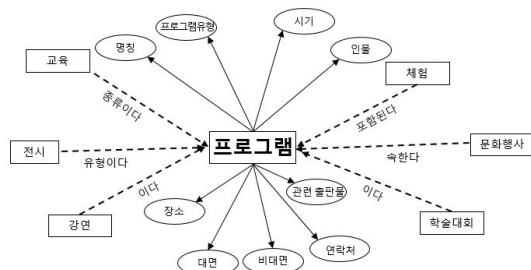 프로그램유형
시기
명칭
인물
교육
체험
종류이다
포함된다
전시
유형이다
프로그램
속한다
문화행사
이다
이다
관련 출판물
장소
강연
학술대회
대면
비대면
연락처